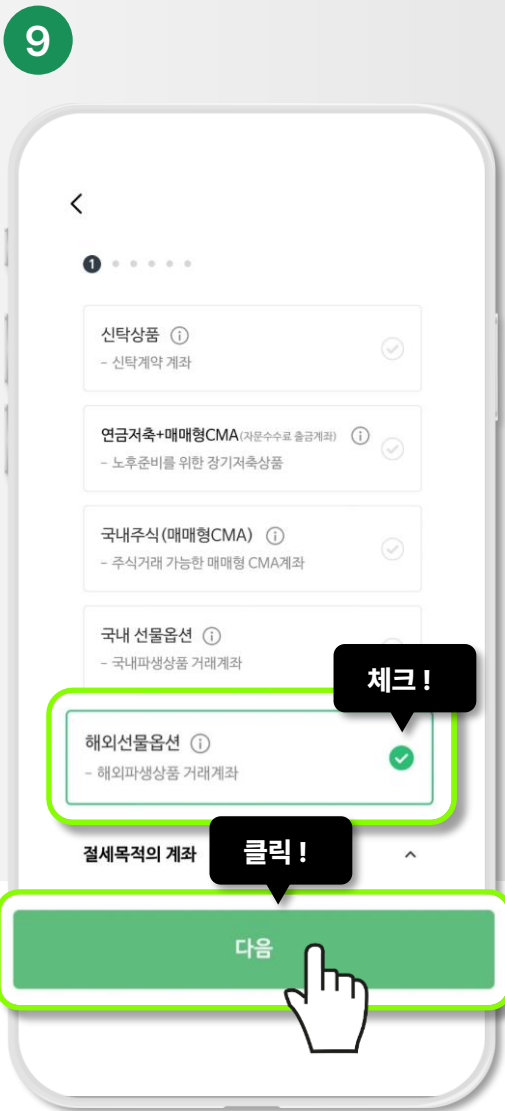 9
1
신탁상품
- 신탁계약 계좌
연금저축+매매형CMA(자문수수료 출금계좌)
- 노후준비를 위한 장기저축상품
국내주식(매매형CMA)
- 주식거래 가능한 매매형 CMA계좌
국내 선물옵션
- 국내파생상품 거래계좌
체크 !
해외선물옵션
- 해외파생상품 거래계좌
절세목적의 계좌
클릭 !
다음